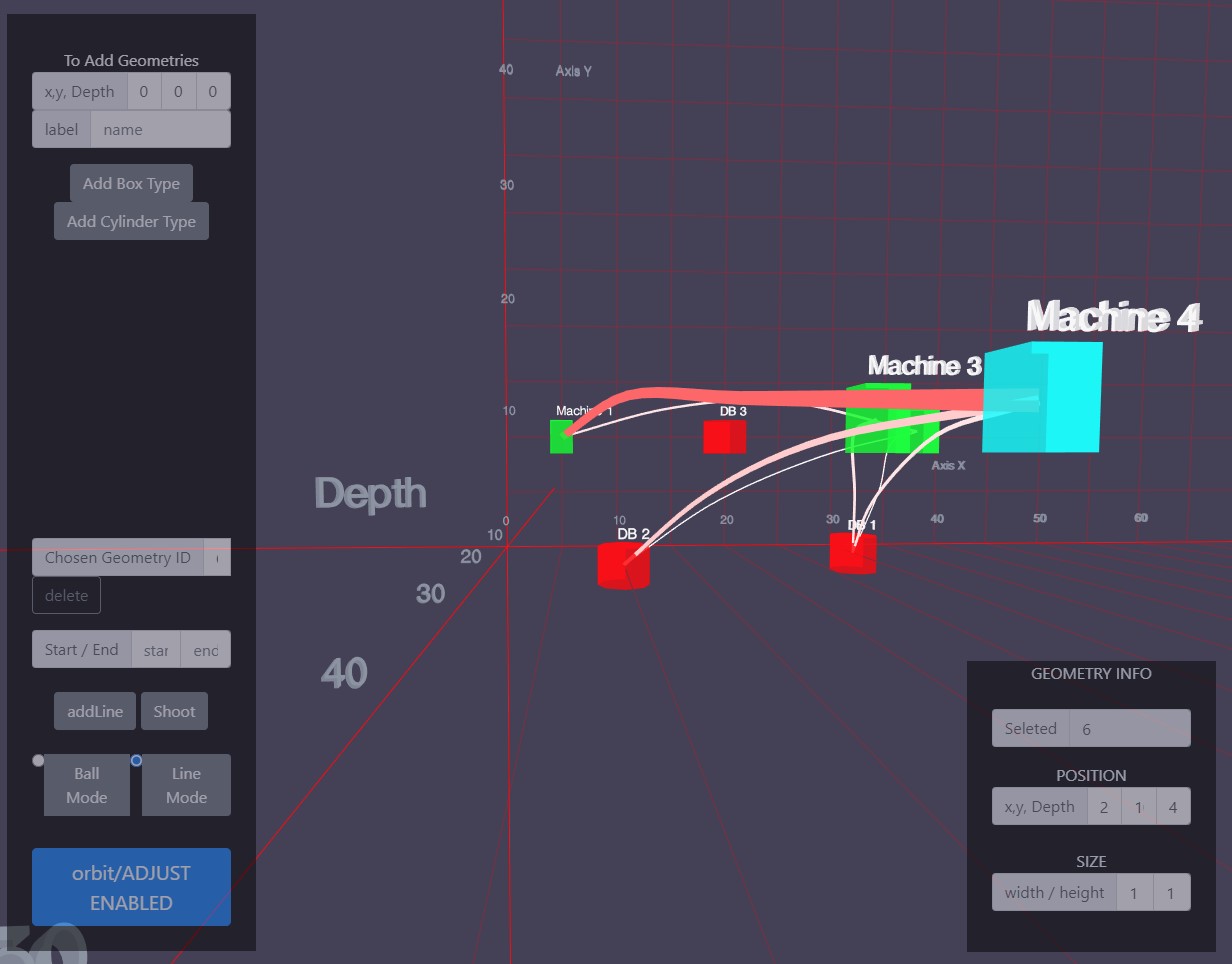 To Add Geometries
x,y, Depth 0 0 0
label name
Add Box Type
Add Cylinder Type
Chosen Geometry ID
delete
Start / End star end
addLine Shoot
Ball Mode
Line Mode
orbit/ADJUST
ENABLED
40 Axis Y
30
20
10
Machine 4
Machine 3
Machine 1
DB 3
Axis X
Depth
0 10 20 30 40 50 60
DB 2
DB 1
10
20
30
40
50
GEOMETRY INFO
Seleted 6
POSITION
x,y, Depth 2 1 4
SIZE
width / height 1 1